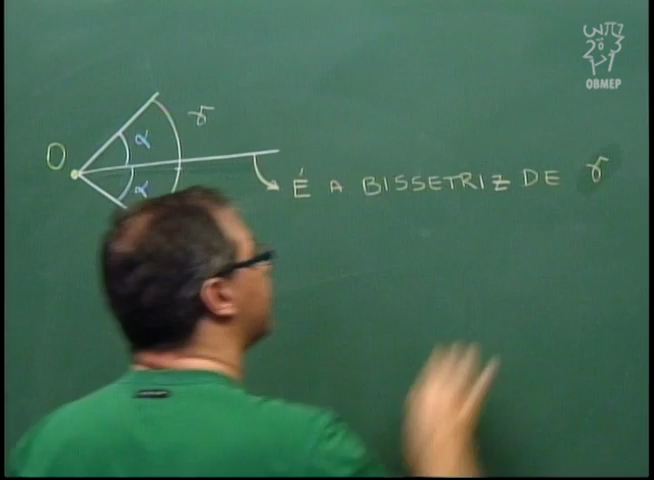 O
α
α
γ
É A BISSETRIZ DE γ
OBMEP